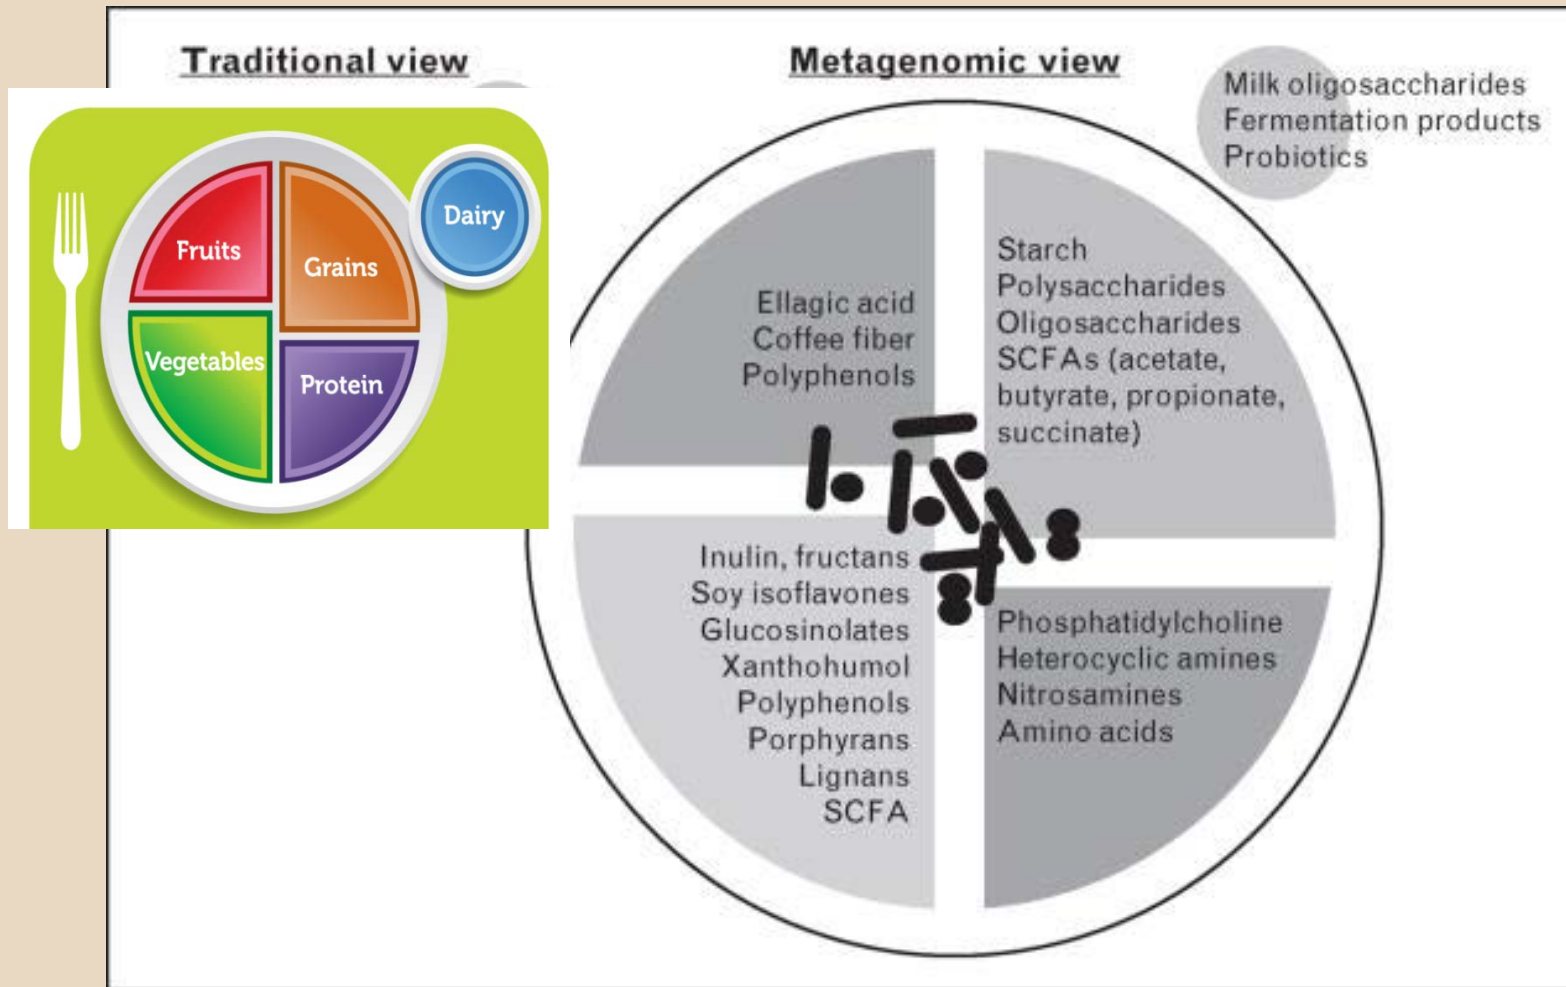 Traditional view
Fruits
Grains
Dairy
Vegetables
Protein
Metagenomic view
Milk oligosaccharides
Fermentation products
Probiotics
Ellagic acid
Coffee fiber
Polyphenols
Starch
Polysaccharides
Oligosaccharides
SCFAs (acetate,
butyrate, propionate,
succinate)
Inulin, fructans
Soy isoflavones
Glucosinolates
Xanthohumol
Polyphenols
Porphyrans
Lignans
SCFA
Phosphatidylcholine
Heterocyclic amines
Nitrosamines
Amino acids